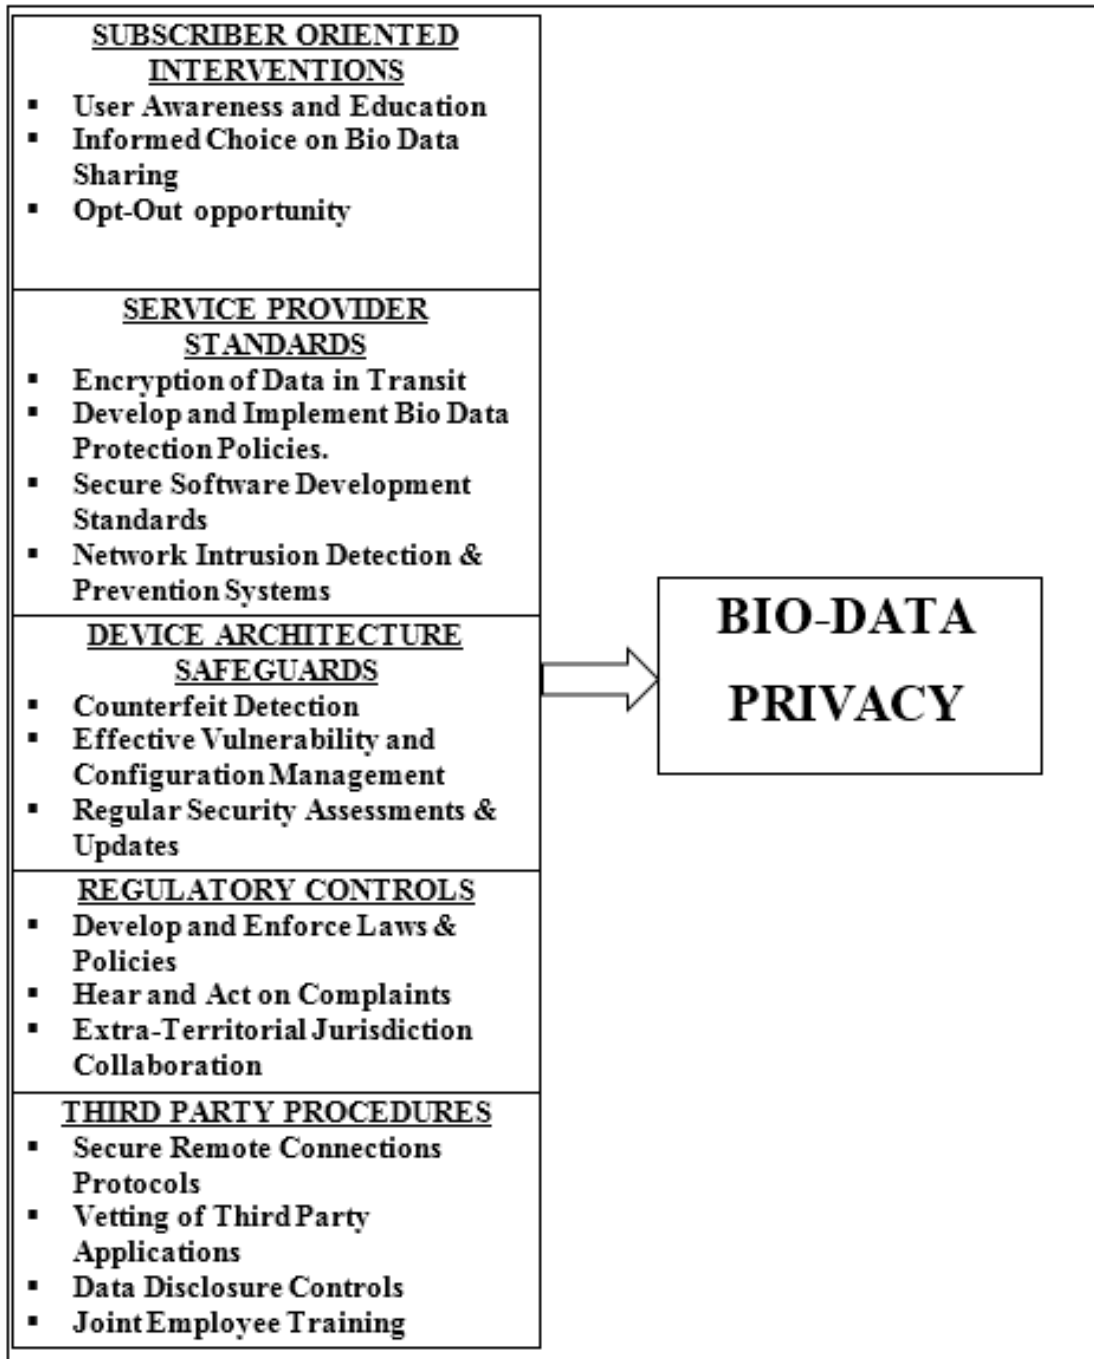 SUBSCRIBER ORIENTED
INTERVENTIONS
▪ User Awareness and Education
▪ Informed Choice on Bio Data
Sharing
▪ Opt-Out opportunity
SERVICE PROVIDER
STANDARDS
▪ Encryption of Data in Transit
▪ Develop and Implement Bio Data
Protection Policies.
▪ Secure Software Development
Standards
▪ Network Intrusion Detection &
Prevention Systems
DEVICE ARCHITECTURE
SAFEGUARDS
▪ Counterfeit Detection
▪ Effective Vulnerability and
Configuration Management
▪ Regular Security Assessments &
Updates
REGULATORY CONTROLS
▪ Develop and Enforce Laws &
Policies
▪ Hear and Act on Complaints
▪ Extra-Territorial Jurisdiction
Collaboration
THIRD PARTY PROCEDURES
▪ Secure Remote Connections
Protocols
▪ Vetting of Third Party
Applications
▪ Data Disclosure Controls
▪ Joint Employee Training
BIO-DATA
PRIVACY